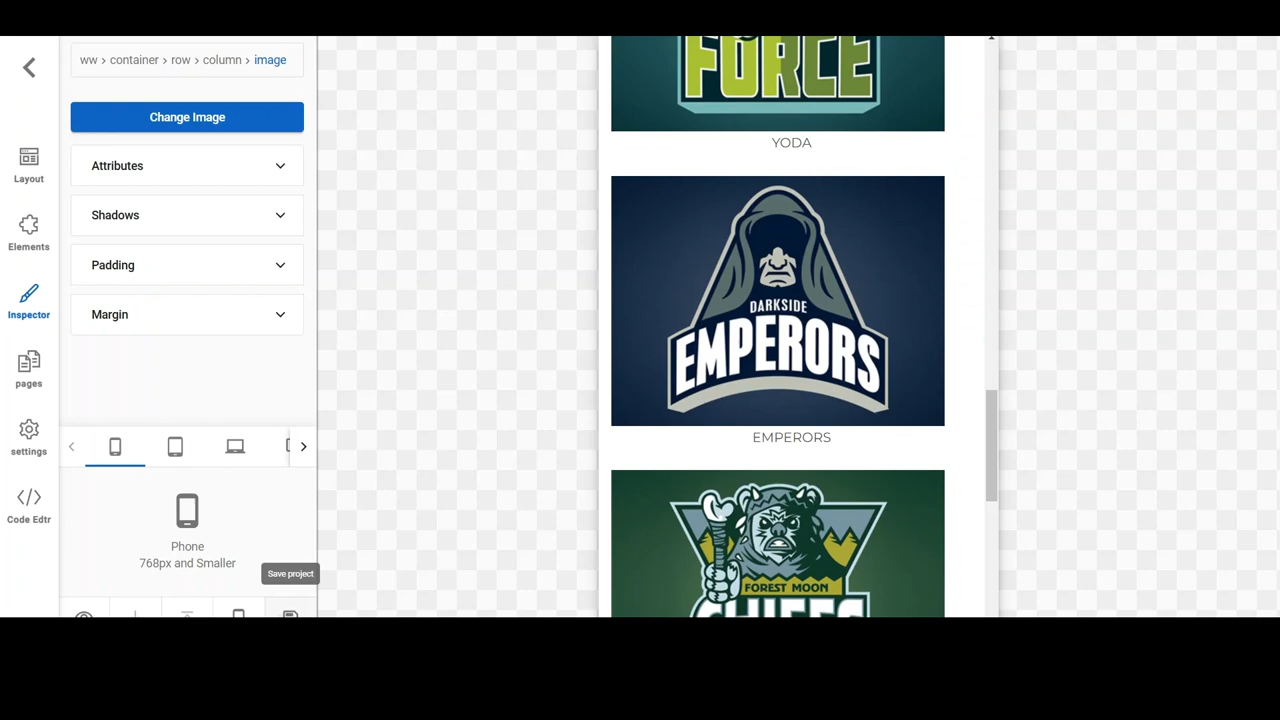 ww > container > row > column > image
Change Image
Attributes
Shadows
Padding
Margin
Layout
Elements
Inspector
pages
settings
Code Edtr
Phone
768px and Smaller
Save project
FORCE
YODA
DARKSIDE
EMPERORS
EMPERORS
FOREST MOON
CHIEFS